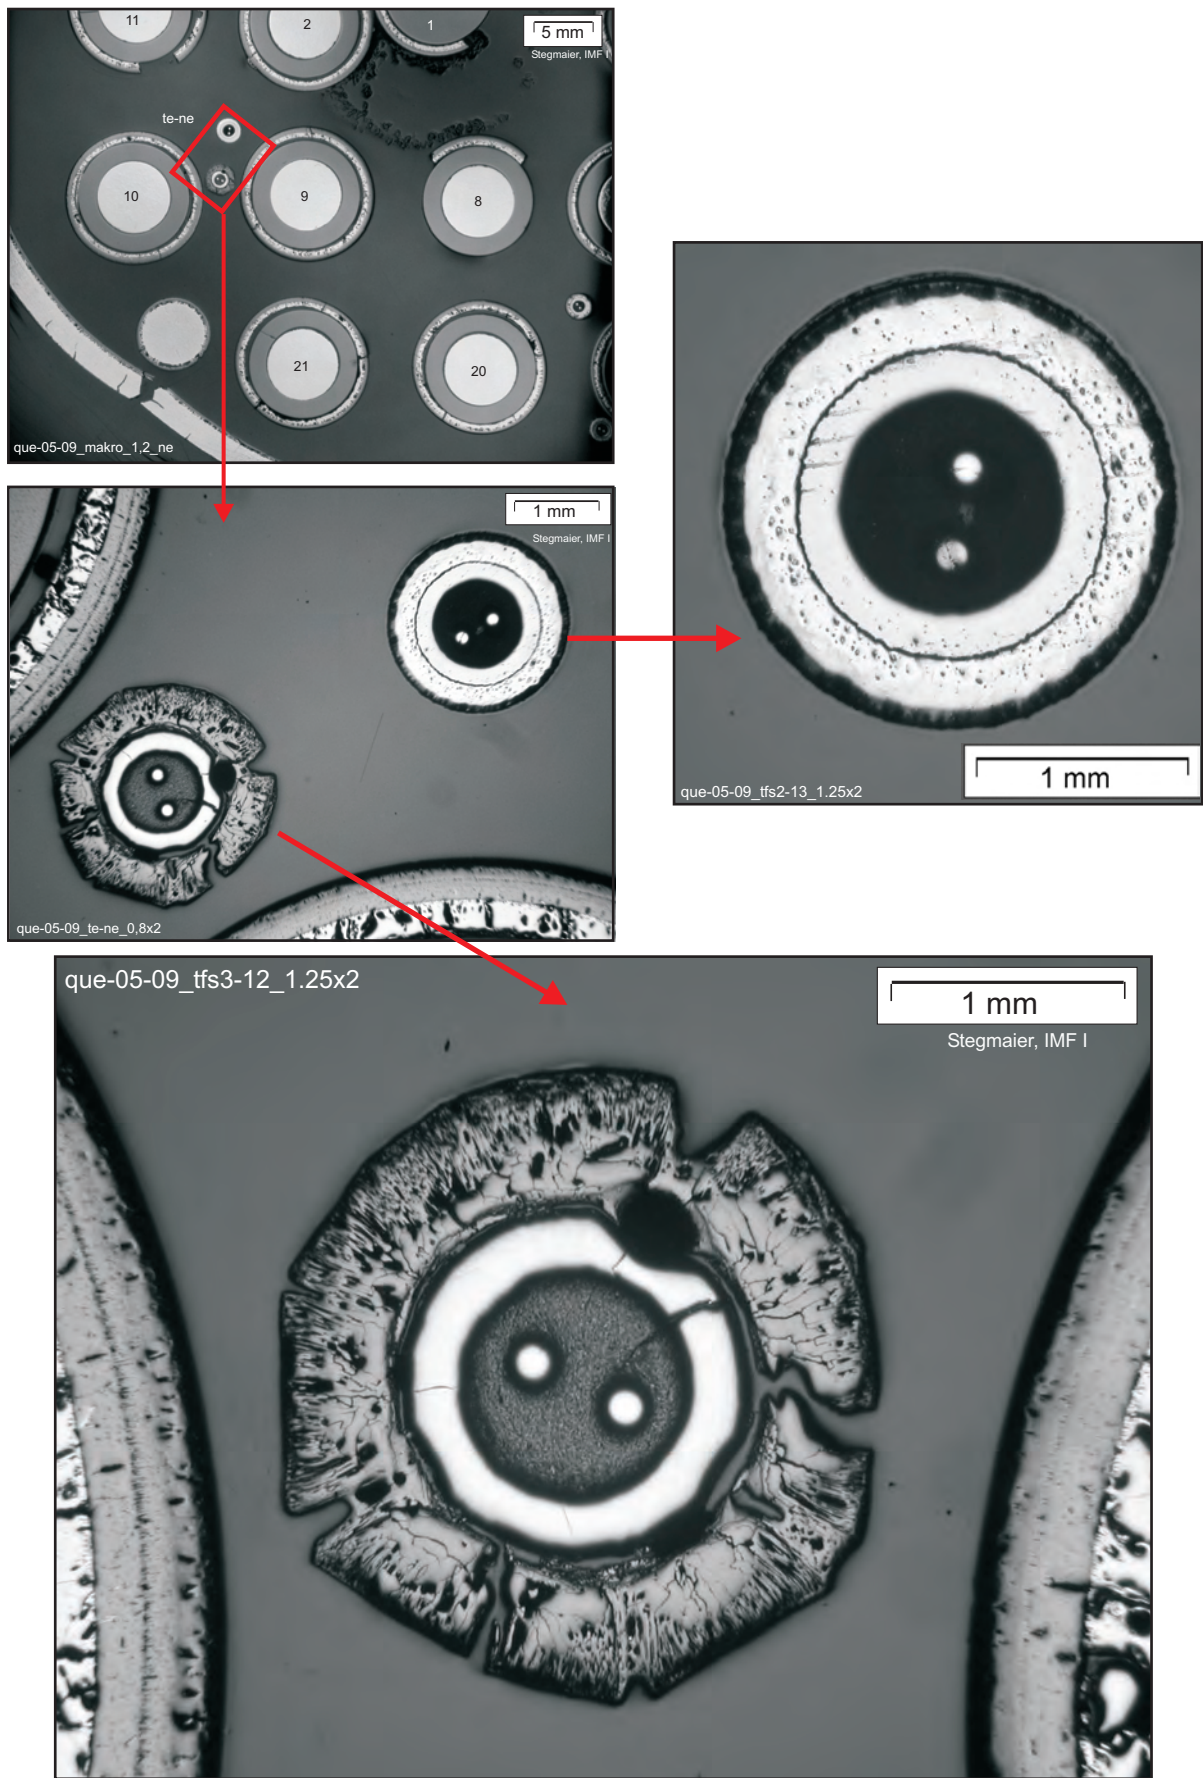 11
2
1
5 mm
Stegmaier, IMF I
te-ne
10
9
8
21
20
que-05-09_makro_1,2_ne
1 mm
Stegmaier, IMF I
que-05-09_te-ne_0,8x2
1 mm
que-05-09_tfs2-13_1.25x2
que-05-09_tfs3-12_1.25x2
1 mm
Stegmaier, IMF I